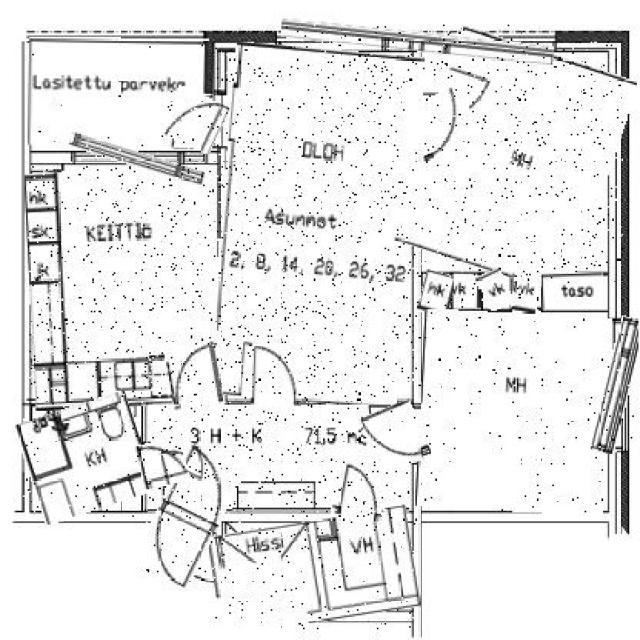 Lasitettu parveke
OLOH
MH
hk
sk
jk
KEITTIÖ
Asunnot
2, 8, 14, 20, 26, 32
hk vk vk lvk
taso
MH
3 H + K 71,5 m2
KH
Hissi
VH